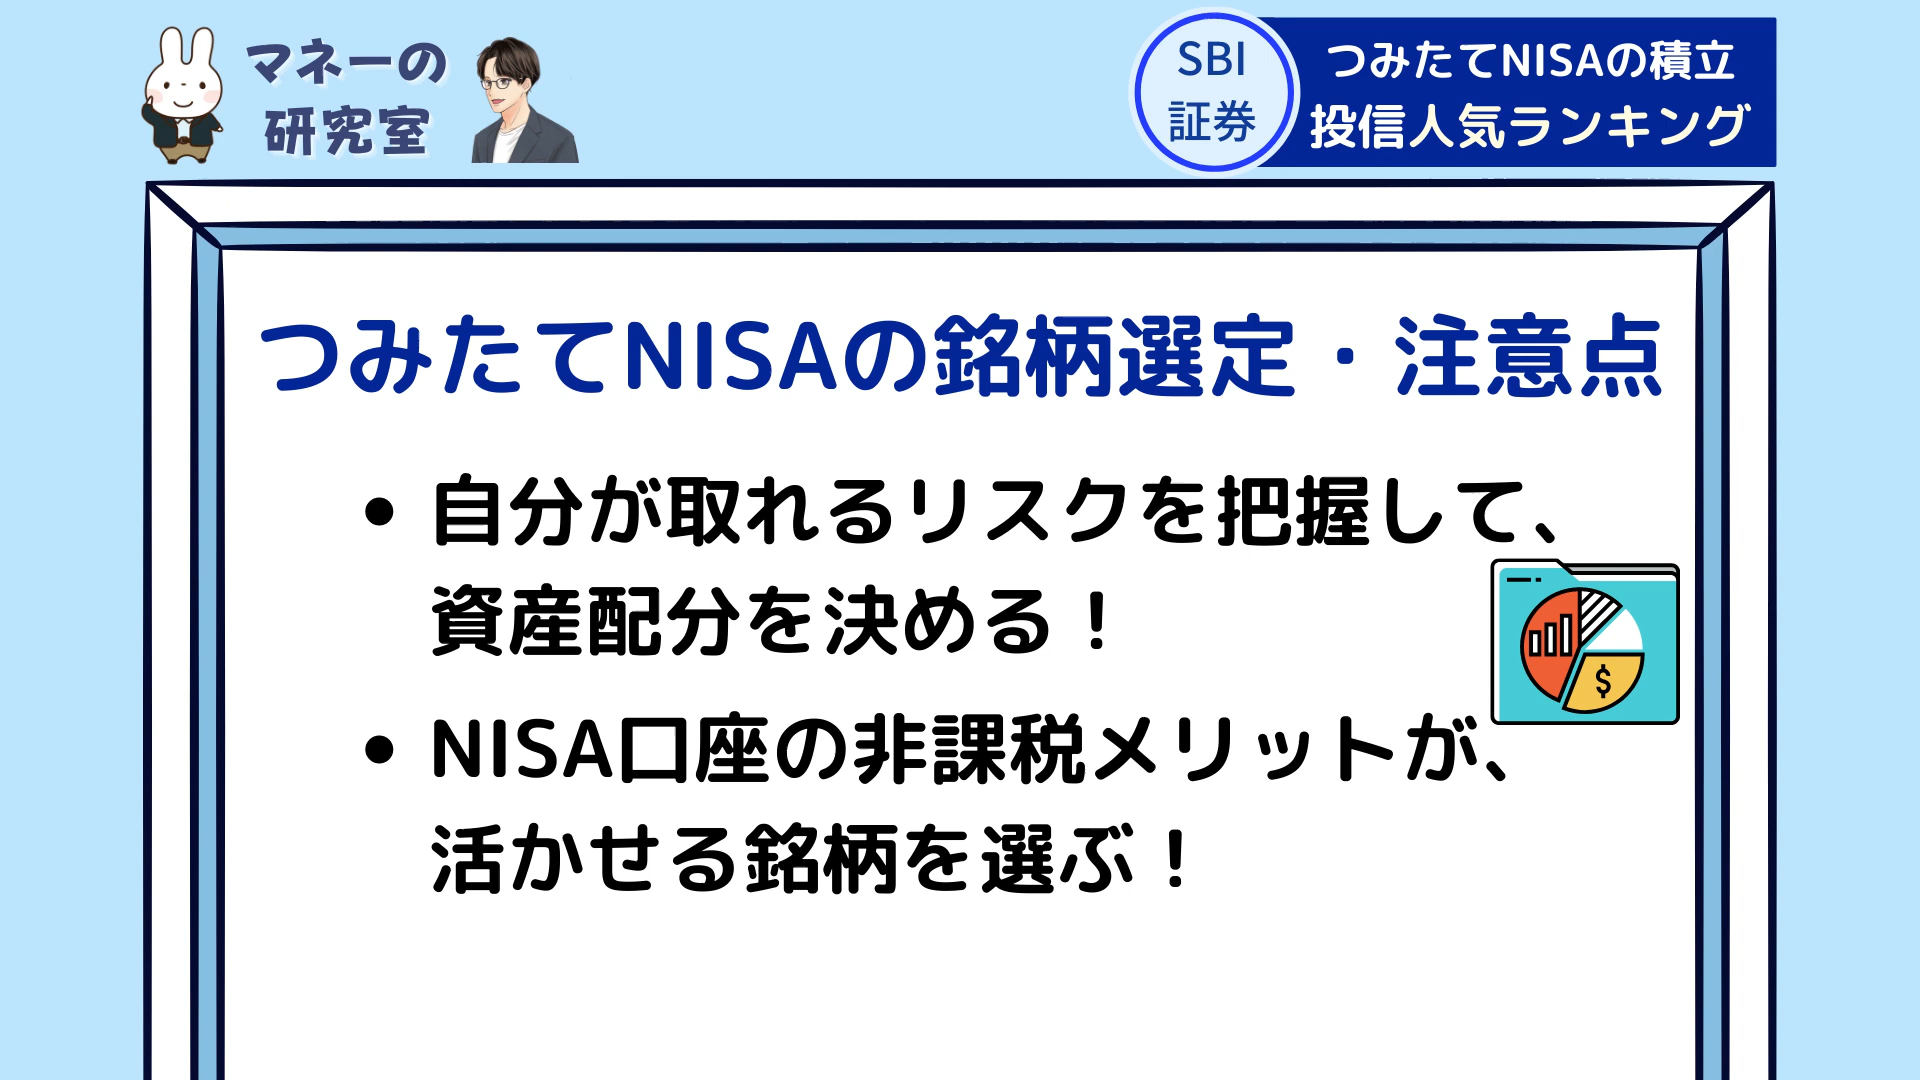 マネーの
研究室
SBI
証券
つみたてNISAの積立
投信人気ランキング
つみたてNISAの銘柄選定・注意点
• 自分が取れるリスクを把握して、
資産配分を決める！
• NISA口座の非課税メリットが、
活かせる銘柄を選ぶ！
$